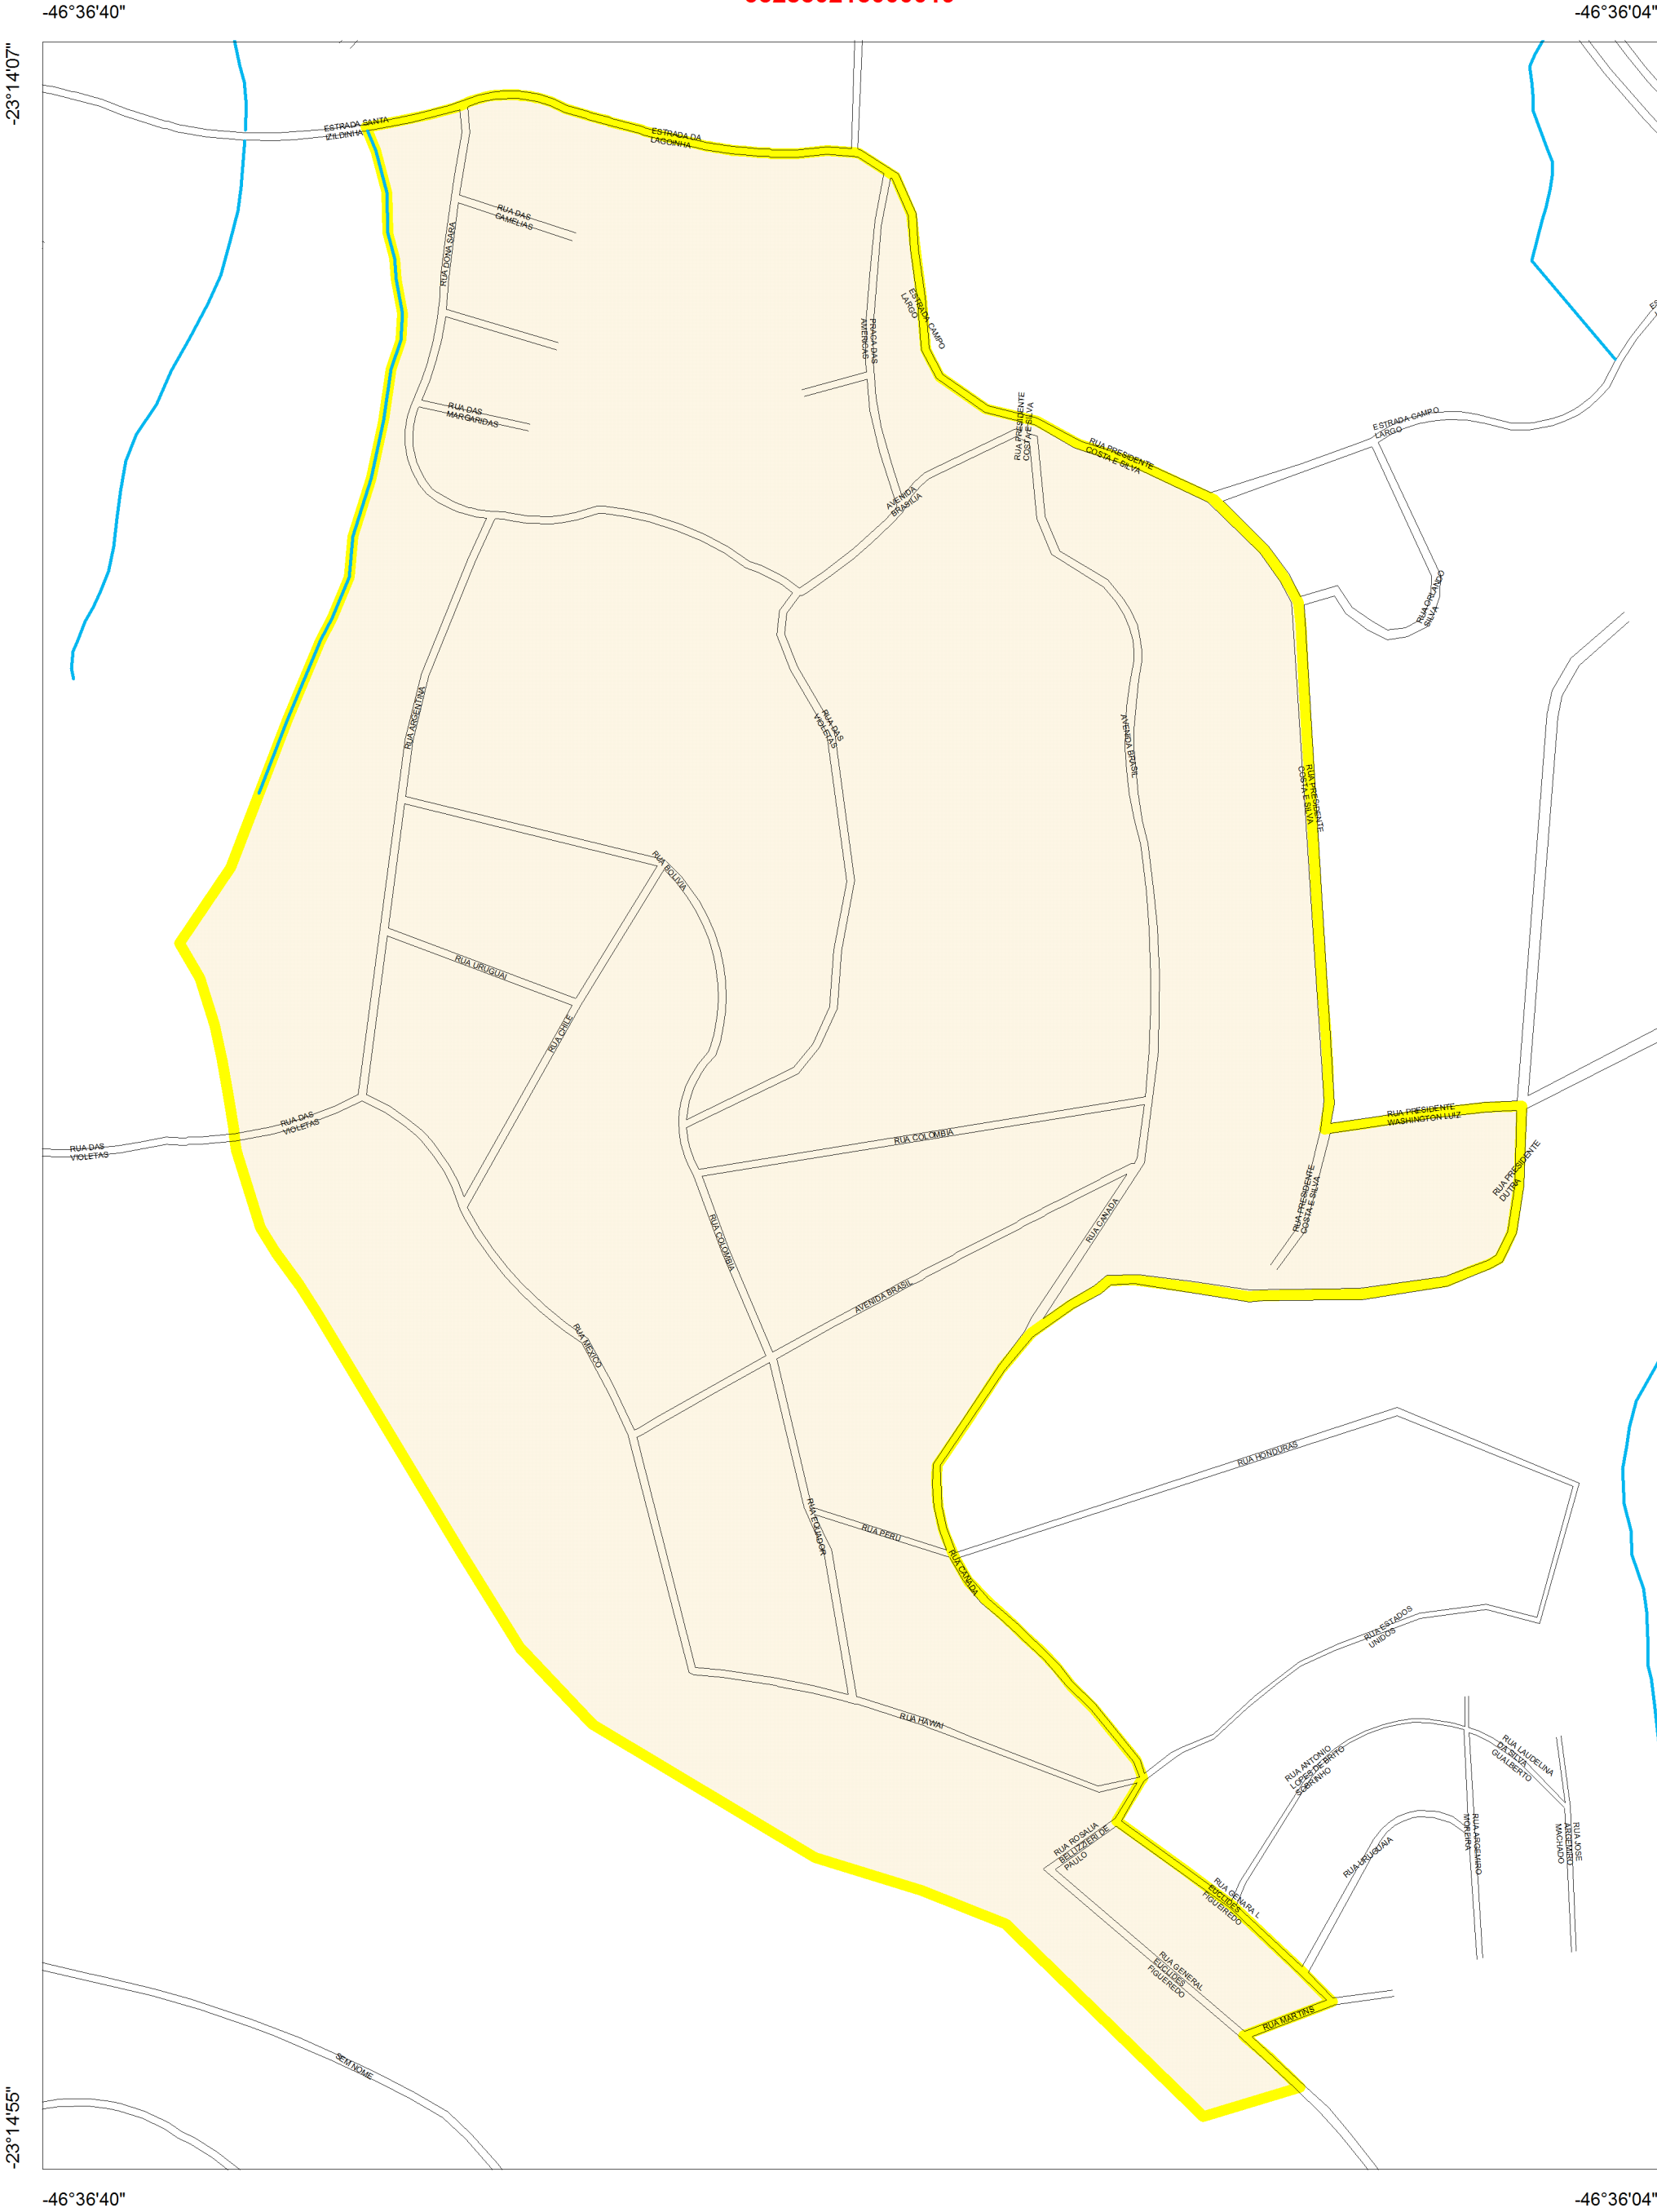 -46°36'40"
-46°36'04"
-23°14'07"
ESTRADA SANTA
IZILDINHA
ESTRADA DA
LAGOINHA
RUA DAS
CAMELIAS
RUA DONA SARA
ESTRADA CAMPO
LARGO
PRACA DAS
AMERICAS
RUA DAS
MARGARIDAS
RUA PRESIDENTE
COSTA E SILVA
RUA PRESIDENTE
COSTA E SILVA
ESTRADA CAMPO
LARGO
AVENIDA
BRASILIA
RUA ORLANDO
SILVA
RUA ARGENTINA
RUA DAS
VIOLETAS
AVENIDA BRASIL
RUA PRESIDENTE
COSTA E SILVA
RUA BOLIVIA
RUA URUGUAI
RUA CHILE
RUA DAS
VIOLETAS
RUA DAS
VIOLETAS
RUA COLOMBIA
RUA PRESIDENTE
WASHINGTON LUIZ
RUA PRESIDENTE
DUTRA
RUA PRESIDENTE
COSTA E SILVA
RUA CANADA
RUA COLOMBIA
AVENIDA BRASIL
RUA MEXICO
RUA HONDURAS
RUA EQUADOR
RUA PERU
RUA CANADA
RUA ESTADOS
UNIDOS
RUA HAWAI
RUA ANTONIO
LOPES DE BRITO
SOBRINHO
RUA LAUDELINA
DA SILVA
GUALBERTO
RUA ROSALIA
BELUZZIERI DE
PAULO
RUA URUGUAIA
RUA ARGEMIRO
MOREIRA
RUA JOSE
ARGEMIRO
MACHADO
RUA GENARA L
EUCLIDES
FIGUEIREDO
RUA GENERAL
EUCLIDES
FIGUEREDO
RUA MARTINS
SEM NOME
-23°14'55"
-46°36'40"
-46°36'04"